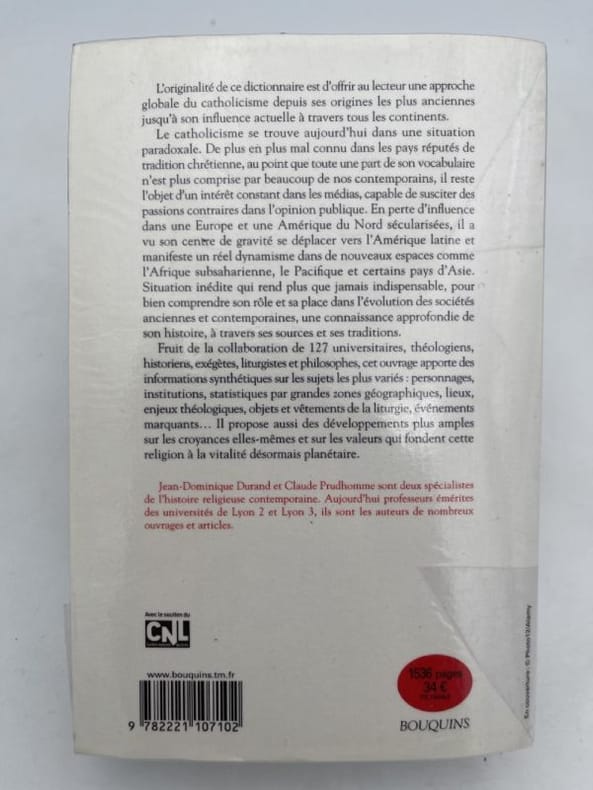 L'originalité de ce dictionnaire est d'offrir au lecteur une approche
globale du catholicisme depuis ses origines les plus anciennes
jusqu'à son influence actuelle à travers tous les continents.
Le catholicisme se trouve aujourd'hui dans une situation
paradoxale. De plus en plus mal connu dans les pays réputés de
tradition chrétienne, au point que toute une part de son vocabulaire
n'est plus comprise par beaucoup de nos contemporains, il reste
l'objet d'un intérêt constant dans les médias, capable de susciter des
passions contraires dans l'opinion publique. En perte d'influence
dans une Europe et une Amérique du Nord sécularisées, il a
vu son centre de gravité se déplacer vers l'Amérique latine et
manifeste un réel dynamisme dans de nouveaux espaces comme
l'Afrique subsaharienne, le Pacifique et certains pays d'Asie.
Situation inédite qui rend plus que jamais indispensable, pour
bien comprendre son rôle et sa place dans l'évolution des sociétés
anciennes et contemporaines, une connaissance approfondie de
son histoire, à travers ses sources et ses traditions.
Fruit de la collaboration de 127 universitaires, théologiens,
historiens, exégètes, liturgistes et philosophes, cet ouvrage apporte des
informations synthétiques sur les sujets les plus variés : personnages,
institutions, statistiques par grandes zones géographiques, lieux,
enjeux théologiques, objets et vêtements de la liturgie, événements
marquants... Il propose aussi des développements plus amples
sur les croyances elles-mêmes et sur les valeurs qui fondent cette
religion à la vitalité désormais planétaire.
Jean-Dominique Durand et Claude Prudhomme sont deux spécialistes
de l'histoire religieuse contemporaine. Aujourd'hui professeurs émérites
des universités de Lyon 2 et Lyon 3, ils sont les auteurs de nombreux
ouvrages et articles.
Avec le soutien du
CNL
www.bouquins.tm.fr
9 782221 107102
1536 pages
34 €
BOUQUINS
En couverture : © Photo12/Alamy